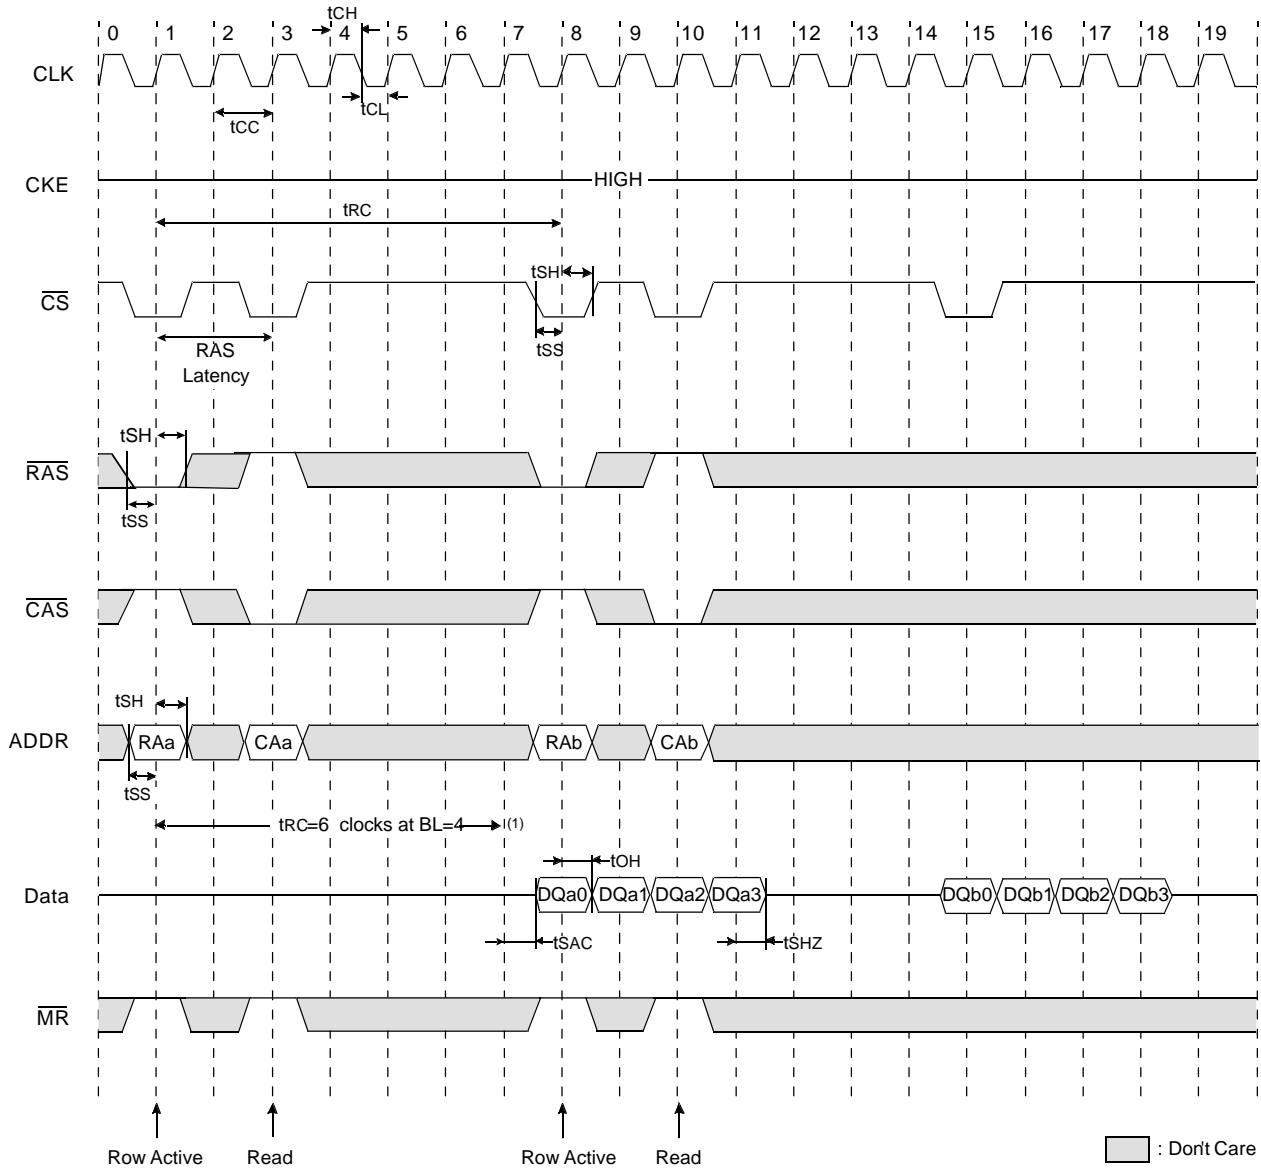 tCH
0 1 2 3 4 5 6 7 8 9 10 11 12 13 14 15 16 17 18 19
CLK
tCL
tCC
CKE
HIGH
tRC
tSH
CS
tSS
RAS
Latency
tSH
RAS
tSS
CAS
tSH
ADDR RAa CAa RAb CAb
tSS
tRC=6 clocks at BL=4 (1)
tOH
Data DQa0 DQa1 DQa2 DQa3 DQb0 DQb1 DQb2 DQb3
tSAC tSHZ
MR
Row Active Read Row Active Read
: Don't Care